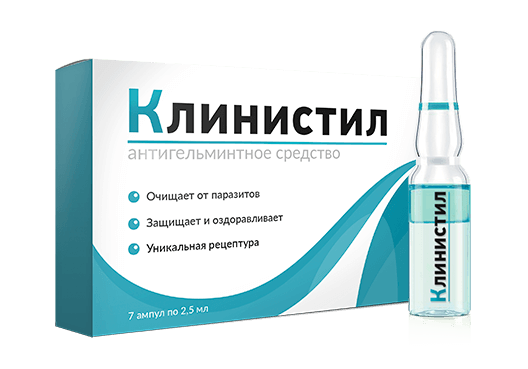 Клинистил
антигельминтное средство
Очищает от паразитов
Защищает и оздоравливает
Уникальная рецептура
7 ампул по 2,5 мл
Клинистил